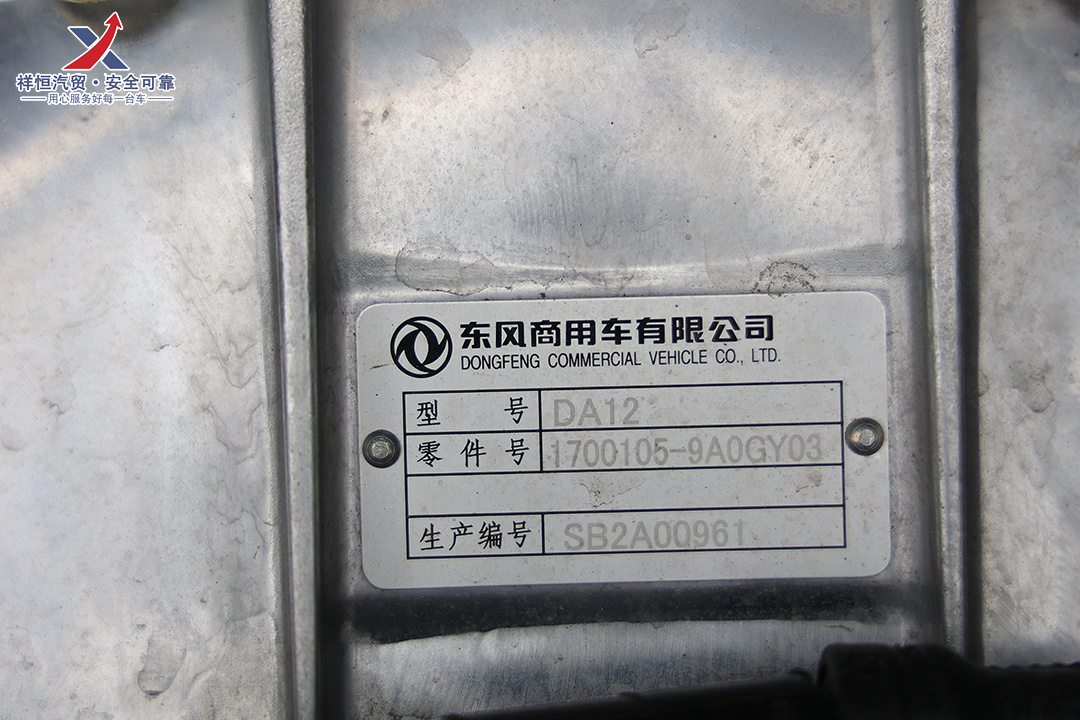 祥恒汽贸·安全可靠
用心服务好每一台车
东风商用车有限公司
DONGFENG COMMERCIAL VEHICLE CO., LTD.
型 号 DA12
零 件 号 1700105-9A0GY03
生产编号 SB2A00961